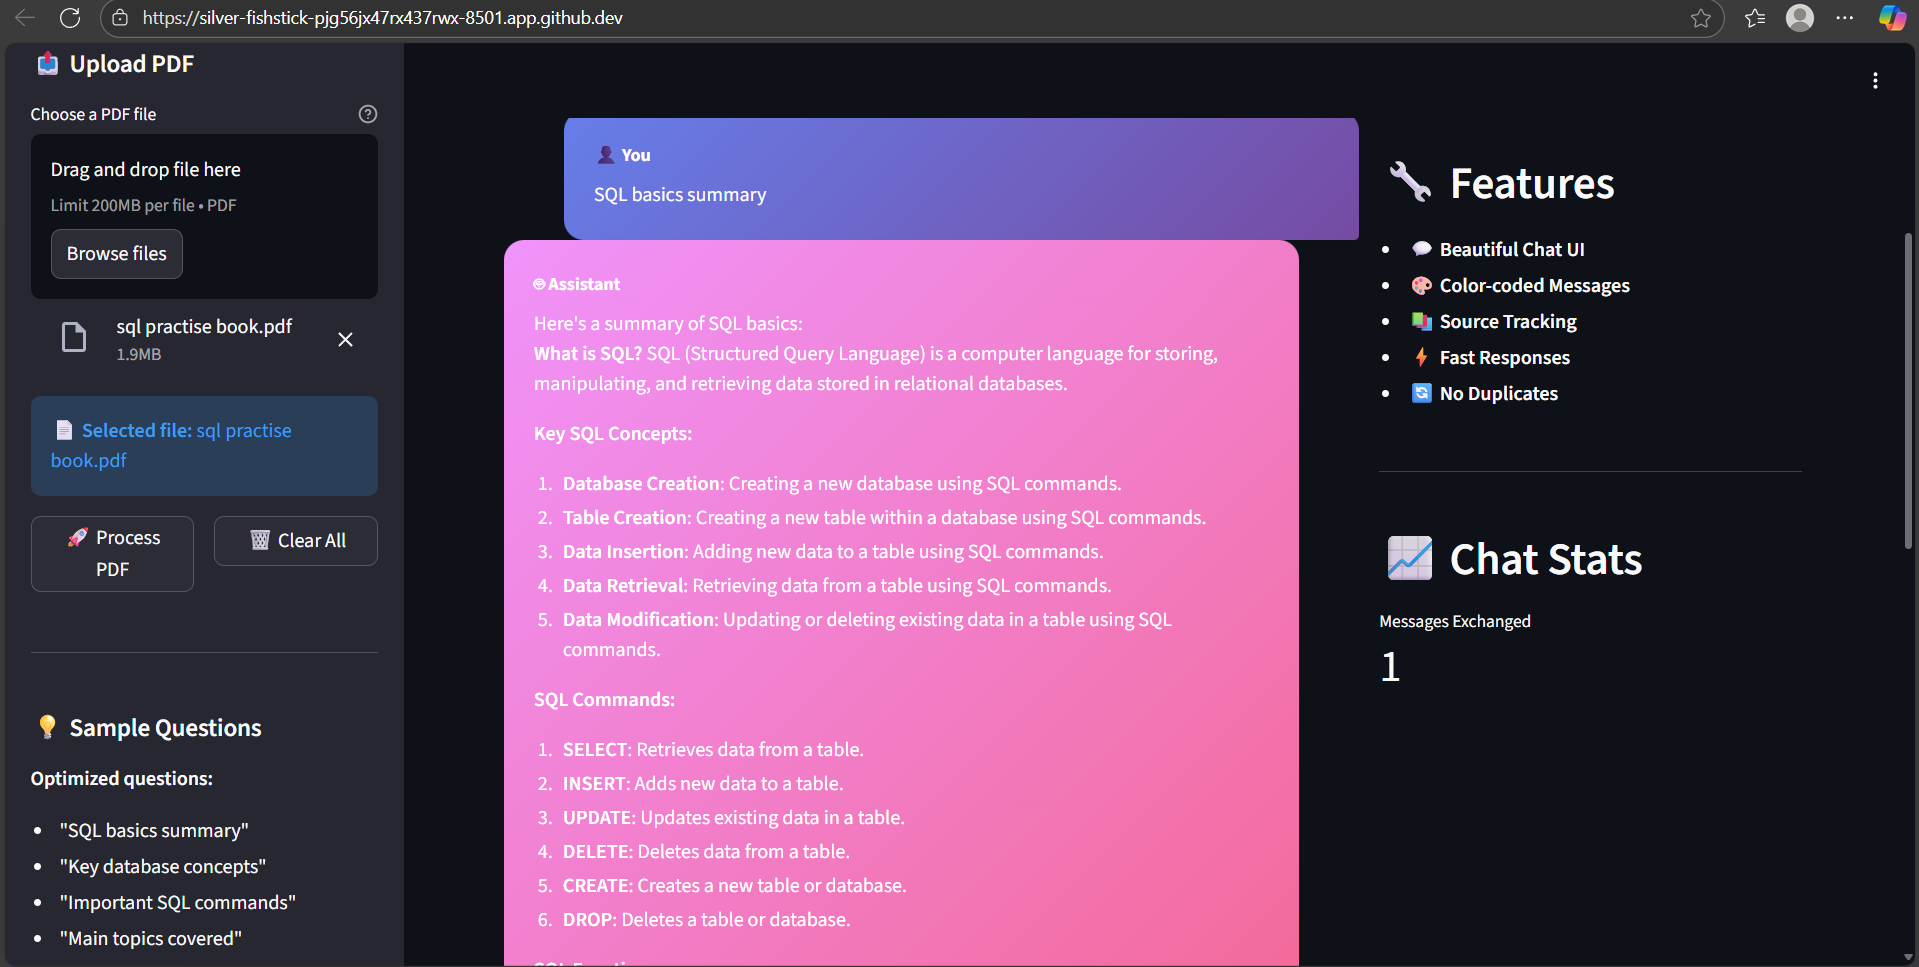 https://silver-fishstick-pjg56jx47rx437rwx-8501.app.github.dev
Upload PDF
Choose a PDF file
Drag and drop file here
Limit 200MB per file • PDF
Browse files
sql practise book.pdf
1.9MB
Selected file: sql practise
book.pdf
Process
PDF
Clear All
Sample Questions
Optimized questions:
"SQL basics summary"
"Key database concepts"
"Important SQL commands"
"Main topics covered"
You
SQL basics summary
Assistant
Here's a summary of SQL basics:
What is SQL? SQL (Structured Query Language) is a computer language for storing,
manipulating, and retrieving data stored in relational databases.
Key SQL Concepts:
1. Database Creation: Creating a new database using SQL commands.
2. Table Creation: Creating a new table within a database using SQL commands.
3. Data Insertion: Adding new data to a table using SQL commands.
4. Data Retrieval: Retrieving data from a table using SQL commands.
5. Data Modification: Updating or deleting existing data in a table using SQL
commands.
SQL Commands:
1. SELECT: Retrieves data from a table.
2. INSERT: Adds new data to a table.
3. UPDATE: Updates existing data in a table.
4. DELETE: Deletes data from a table.
5. CREATE: Creates a new table or database.
6. DROP: Deletes a table or database.
Features
Beautiful Chat UI
Color-coded Messages
Source Tracking
Fast Responses
No Duplicates
Chat Stats
Messages Exchanged
1